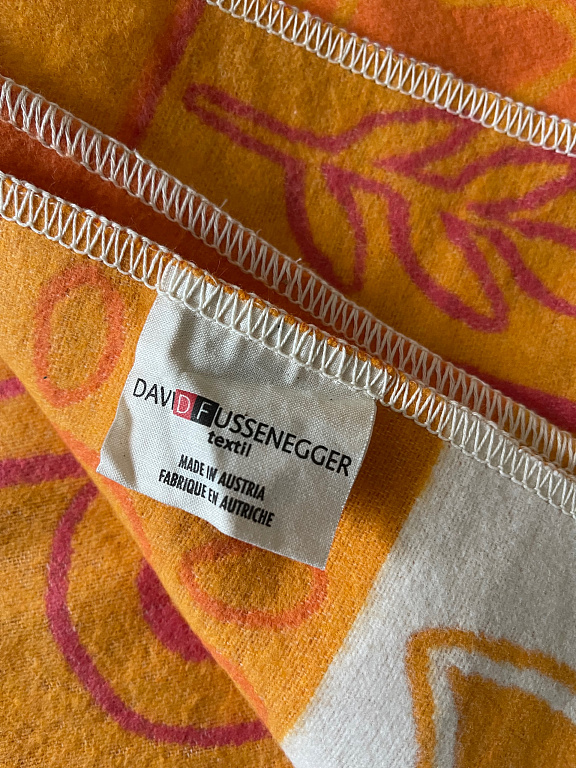 DAVID FUSSENEGGER
textil
MADE IN AUSTRIA
FABRIQUE EN AUTRICHE